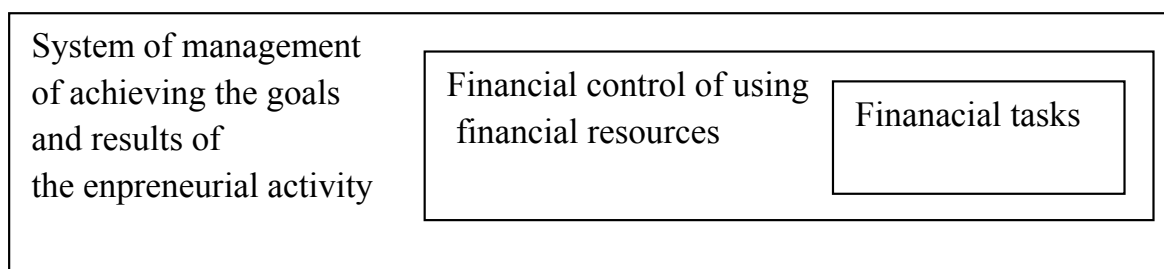 System of management
of achieving the goals
and results of
the enpreneurial activity
Financial control of using
financial resources
Finanacial tasks